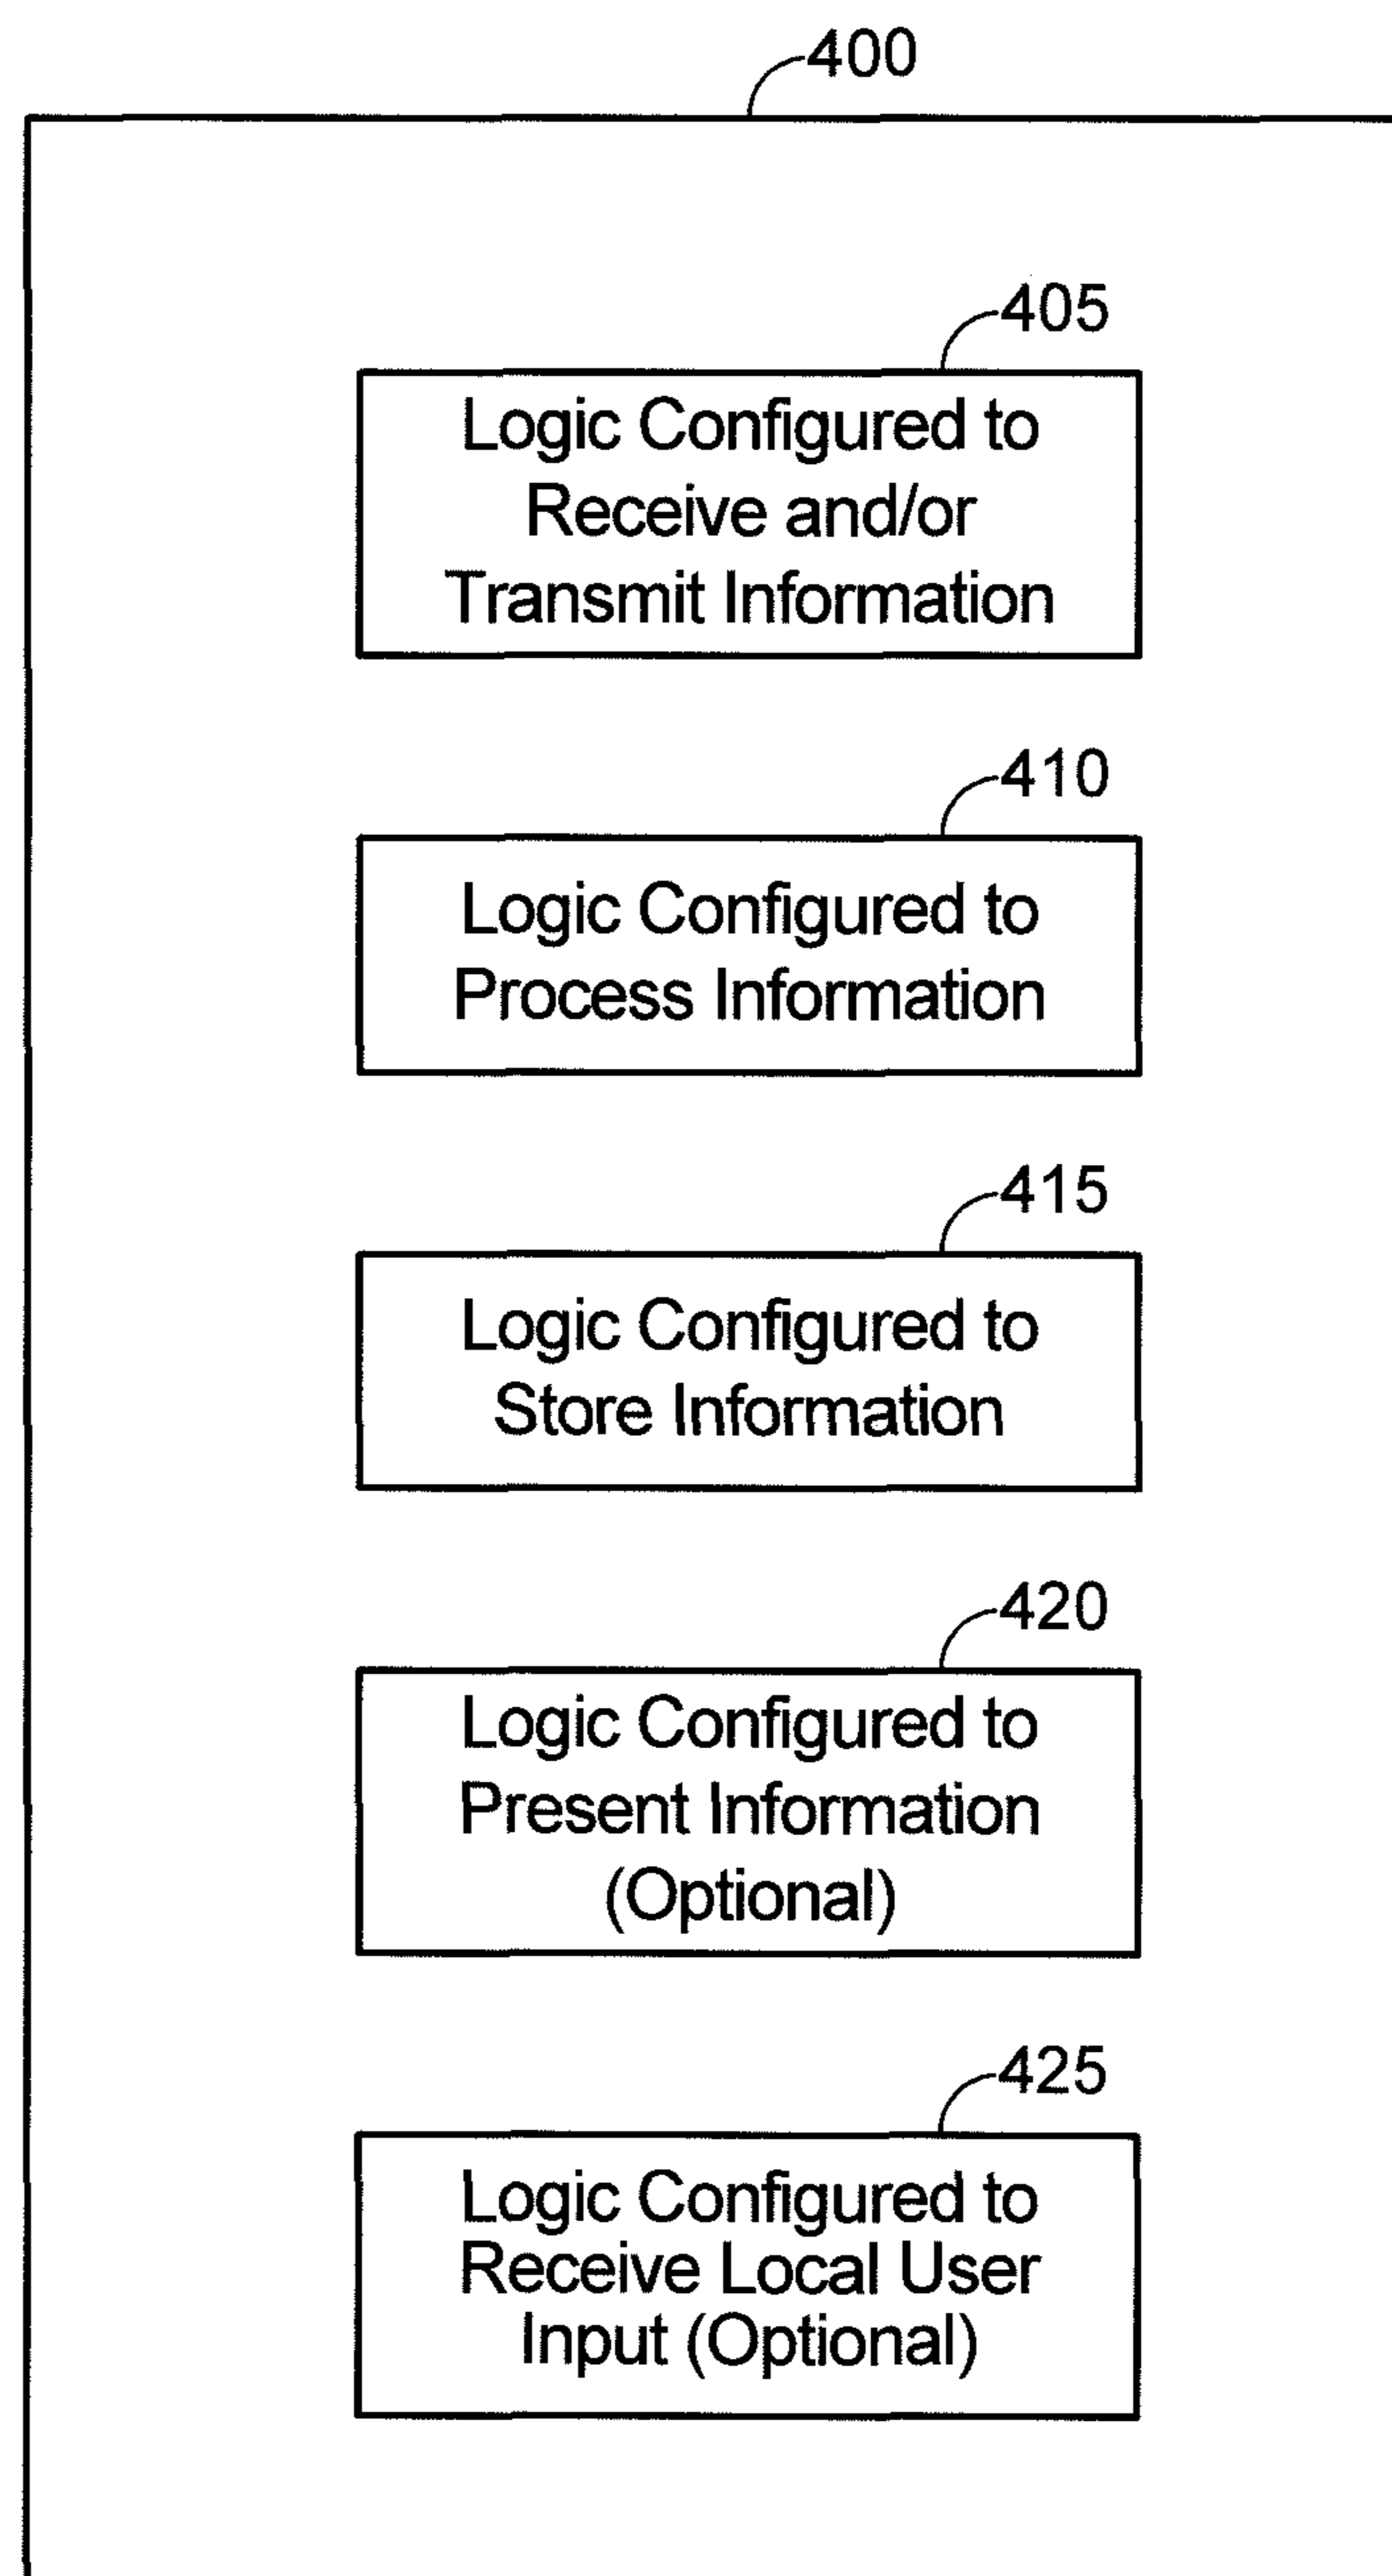 400
405
Logic Configured to
Receive and/or
Transmit Information
410
Logic Configured to
Process Information
415
Logic Configured to
Store Information
420
Logic Configured to
Present Information
(Optional)
425
Logic Configured to
Receive Local User
Input (Optional)